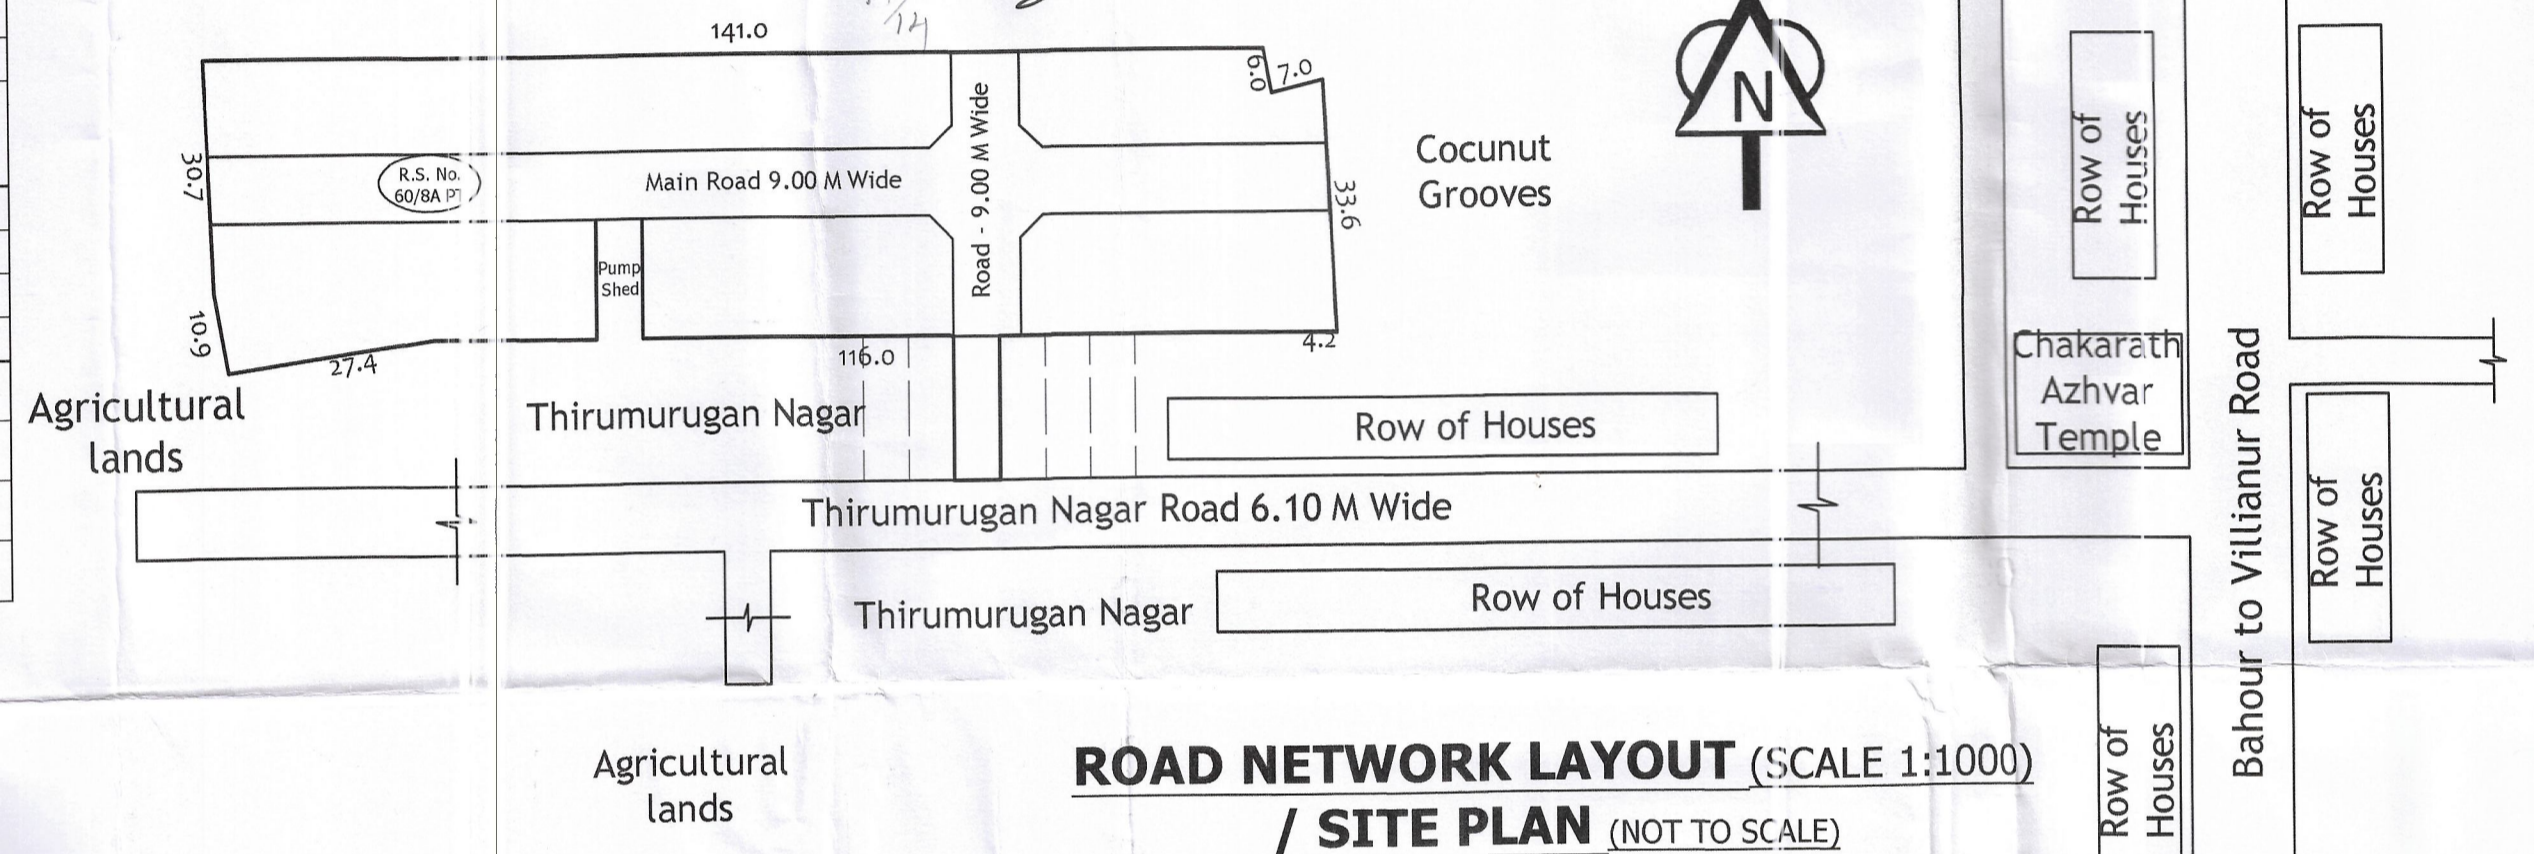 141.0
14
6.0
7.0
N
Row of
Houses
Row of
Houses
Road - 9.00 M Wide
Cocunut
Grooves
30.7
R.S. No.
60/8A PT
Main Road 9.00 M Wide
33.6
Pump
Shed
10.9
27.4
116.0
4.2
Chakarath
Azhvar
Temple
Bahour to Villianur Road
Agricultural
lands
Thirumurugan Nagar
Row of Houses
Row of
Houses
Thirumurugan Nagar Road 6.10 M Wide
Thirumurugan Nagar
Row of Houses
Agricultural
lands
ROAD NETWORK LAYOUT (SCALE 1:1000)
/ SITE PLAN (NOT TO SCALE)
Row of
Houses